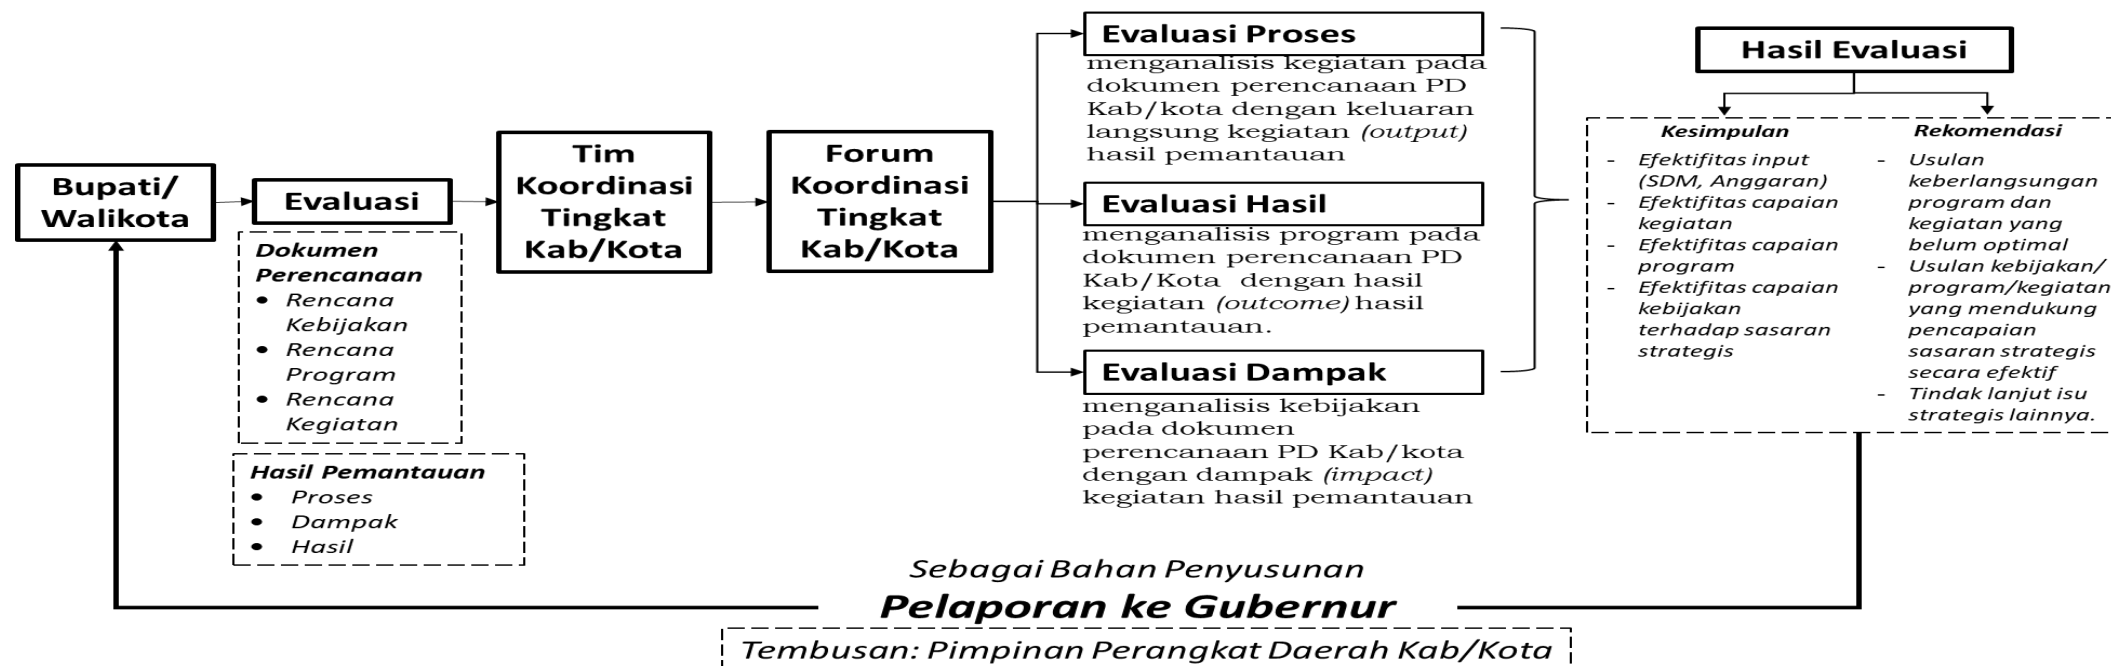 Bupati/
Walikota
Evaluasi
Dokumen
Perencanaan
• Rencana
Kebijakan
• Rencana
Program
• Rencana
Kegiatan
Hasil Pemantauan
• Proses
• Dampak
• Hasil
Tim
Koordinasi
Tingkat
Kab/Kota
Forum
Koordinasi
Tingkat
Kab/Kota
Evaluasi Proses
menganalisis kegiatan pada
dokumen perencanaan PD
Kab/kota dengan keluaran
langsung kegiatan (output)
hasil pemantauan
Evaluasi Hasil
menganalisis program pada
dokumen perencanaan PD
Kab/Kota dengan hasil
kegiatan (outcome) hasil
pemantauan.
Evaluasi Dampak
menganalisis kebijakan
pada dokumen
perencanaan PD Kab/kota
dengan dampak (impact)
kegiatan hasil pemantauan
Hasil Evaluasi
Kesimpulan
- Efektifitas input
(SDM, Anggaran)
- Efektifitas capaian
kegiatan
- Efektifitas capaian
program
- Efektifitas capaian
kebijakan
terhadap sasaran
strategis
Rekomendasi
- Usulan
keberlangsungan
program dan
kegiatan yang
belum optimal
- Usulan kebijakan/
program/kegiatan
yang mendukung
pencapaian
sasaran strategis
secara efektif
- Tindak lanjut isu
strategis lainnya.
Sebagai Bahan Penyusunan
Pelaporan ke Gubernur
Tembusan: Pimpinan Perangkat Daerah Kab/Kota